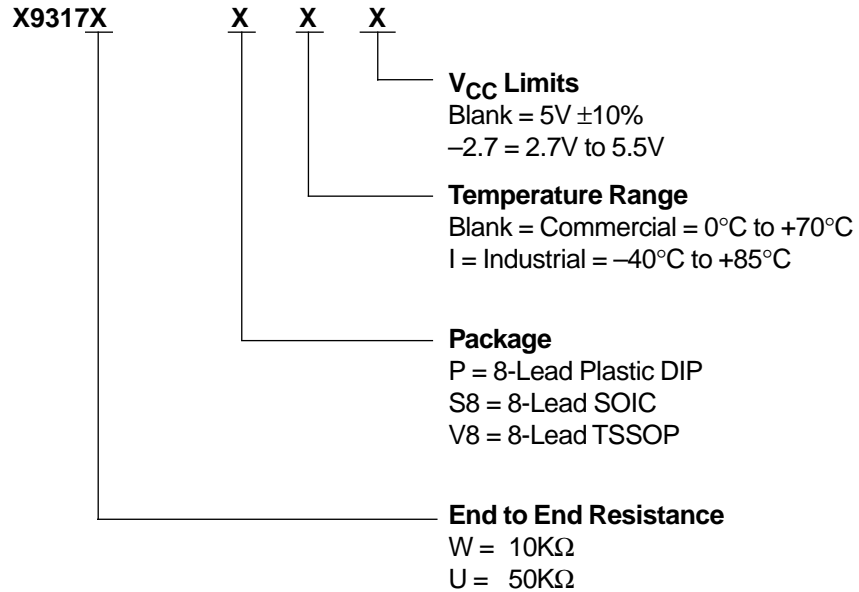 X9317X X X X
V_CC Limits
Blank = 5V ±10%
–2.7 = 2.7V to 5.5V
Temperature Range
Blank = Commercial = 0°C to +70°C
I = Industrial = –40°C to +85°C
Package
P = 8-Lead Plastic DIP
S8 = 8-Lead SOIC
V8 = 8-Lead TSSOP
End to End Resistance
W = 10KΩ
U = 50KΩ